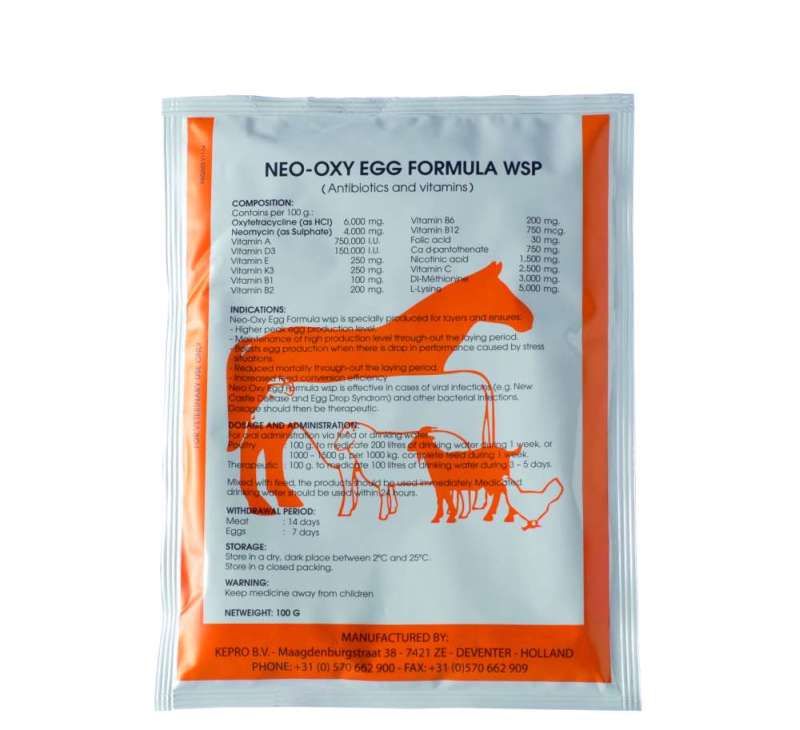 NEO-OXY EGG FORMULA WSP
(Antibiotics and vitamins)
COMPOSITION:
Contains per 100 g.:
Oxytetracycline (as HCl) 6,000 mg.
Neomycin (as Sulphate) 4,000 mg.
Vitamin A 750,000 I.U.
Vitamin D3 150,000 I.U.
Vitamin E 250 mg.
Vitamin K3 250 mg.
Vitamin B1 100 mg.
Vitamin B2 200 mg.
Vitamin B6 200 mg.
Vitamin B12 750 mcg.
Folic acid 30 mg.
Ca d-pantothenate 750 mg.
Nicotinic acid 1,500 mg.
Vitamin C 2,500 mg.
Dl-Methionine 3,000 mg.
L-Lysine 5,000 mg.
INDICATIONS:
Neo-Oxy Egg Formula wsp is specially produced for layers and ensures:
- Higher peak egg production level.
- Maintenance of high production level through-out the laying period.
- Boosts egg production when there is drop in performance caused by stress
situations.
- Reduced mortality through-out the laying period.
- Increased feed conversion efficiency
Neo Oxy Egg Formula wsp is effective in cases of viral infections (e.g. New
Castle Disease and Egg Drop Syndrom) and other bacterial infections.
Dosage should then be therapeutic.
DOSAGE AND ADMINISTRATION:
For oral administration via feed or drinking water.
Poultry : 100 g. to medicate 200 litres of drinking water during 1 week, or
1000 – 1500 g. per 1000 kg. complete feed during 1 week.
Therapeutic : 100 g. to medicate 100 litres of drinking water during 3 – 5 days.
Mixed with feed, the products should be used immediately. Medicated
drinking water should be used within 24 hours.
WITHDRAWAL PERIOD:
Meat : 14 days
Eggs : 7 days
STORAGE:
Store in a dry, dark place between 2ºC and 25ºC.
Store in a closed packing.
WARNING:
Keep medicine away from children
NETWEIGHT: 100 G
MANUFACTURED BY:
KEPRO B.V. - Maagdenburgstraat 38 - 7421 ZE - DEVENTER - HOLLAND
PHONE: +31 (0) 570 662 900 - FAX: +31 (0)570 662 909
FOR VETERINARY USE ONLY